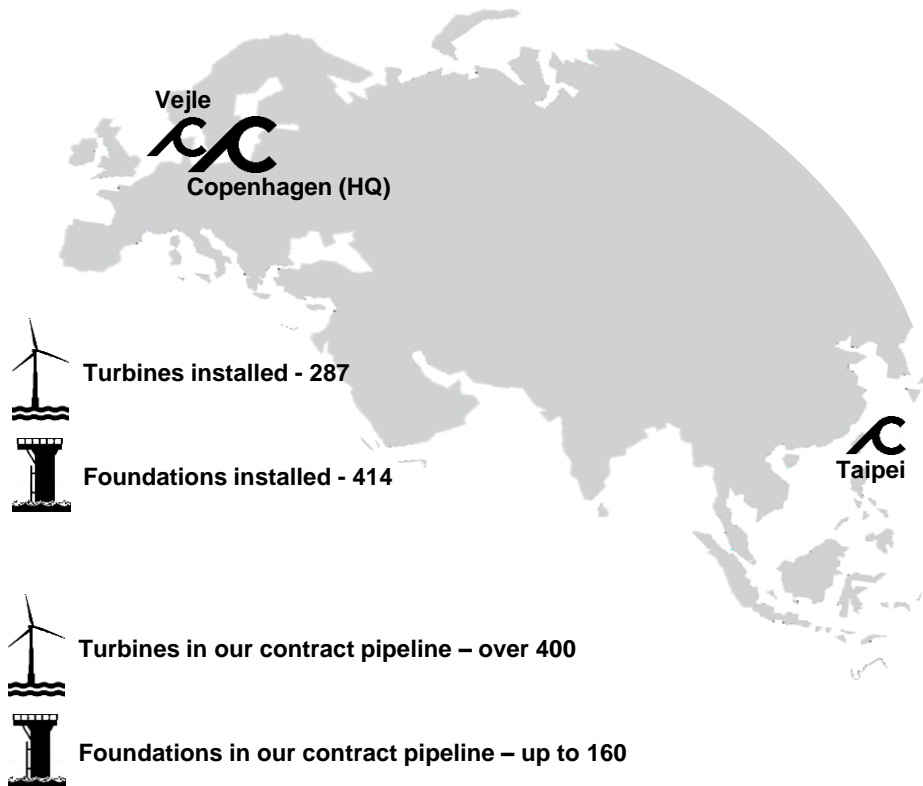 Vejle
Copenhagen (HQ)
Turbines installed - 287
Foundations installed - 414
Taipei
Turbines in our contract pipeline – over 400
Foundations in our contract pipeline – up to 160